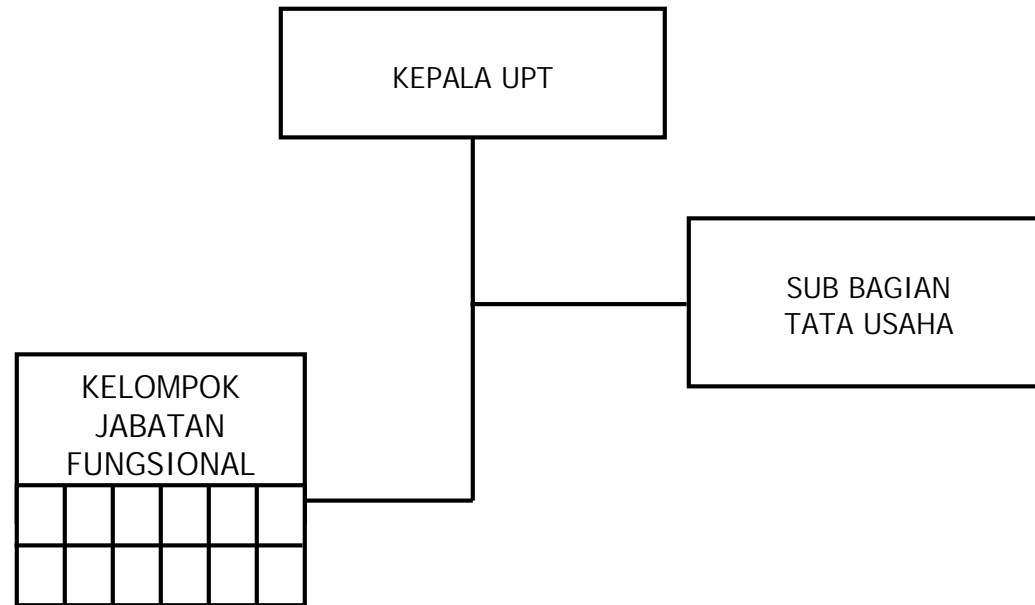 KEPALA UPT
SUB BAGIAN
TATA USAHA
KELOMPOK
JABATAN
FUNGSIONAL